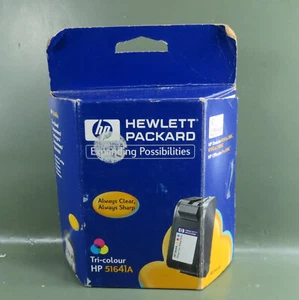 hp
HEWLETT
PACKARD
Expanding Possibilities
Always Clear,
Always Sharp
Tri-colour
HP 51641A